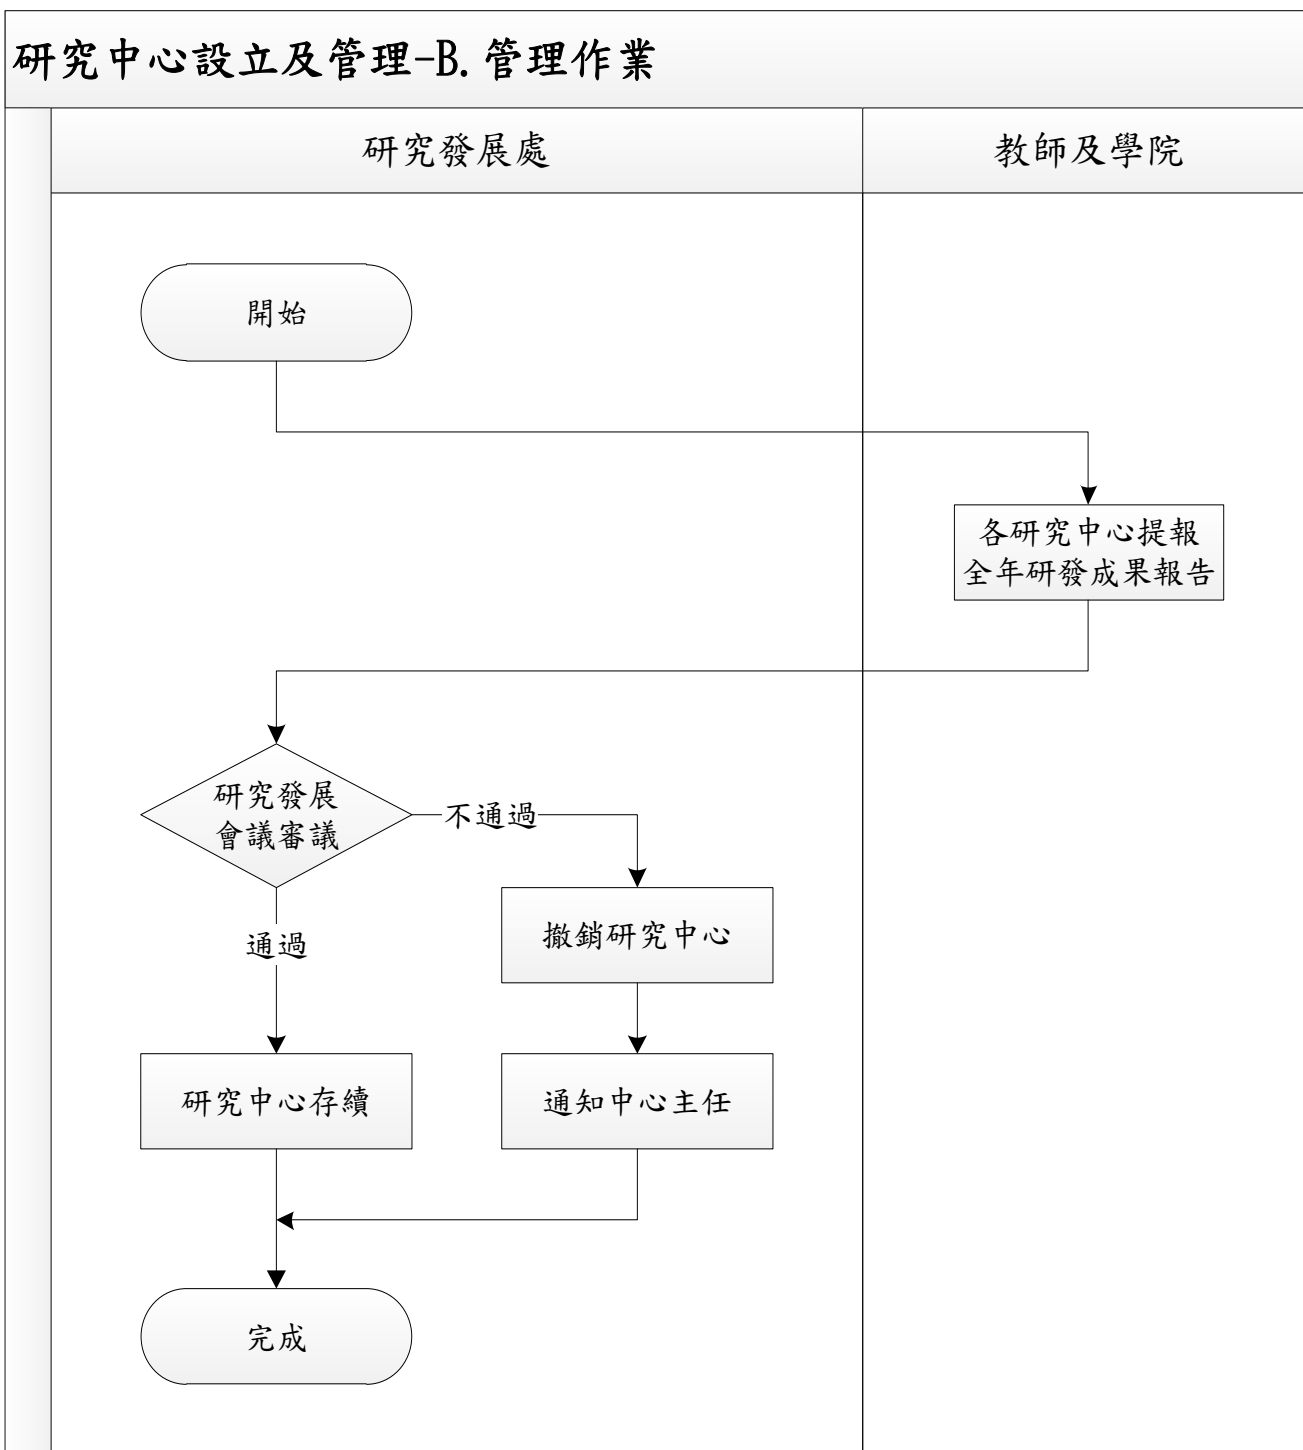 研究中心設立及管理-B.管理作業
研究發展處
教師及學院
開始
各研究中心提報
全年研發成果報告
研究發展
會議審議
不通過
撤銷研究中心
通過
研究中心存續
通知中心主任
完成